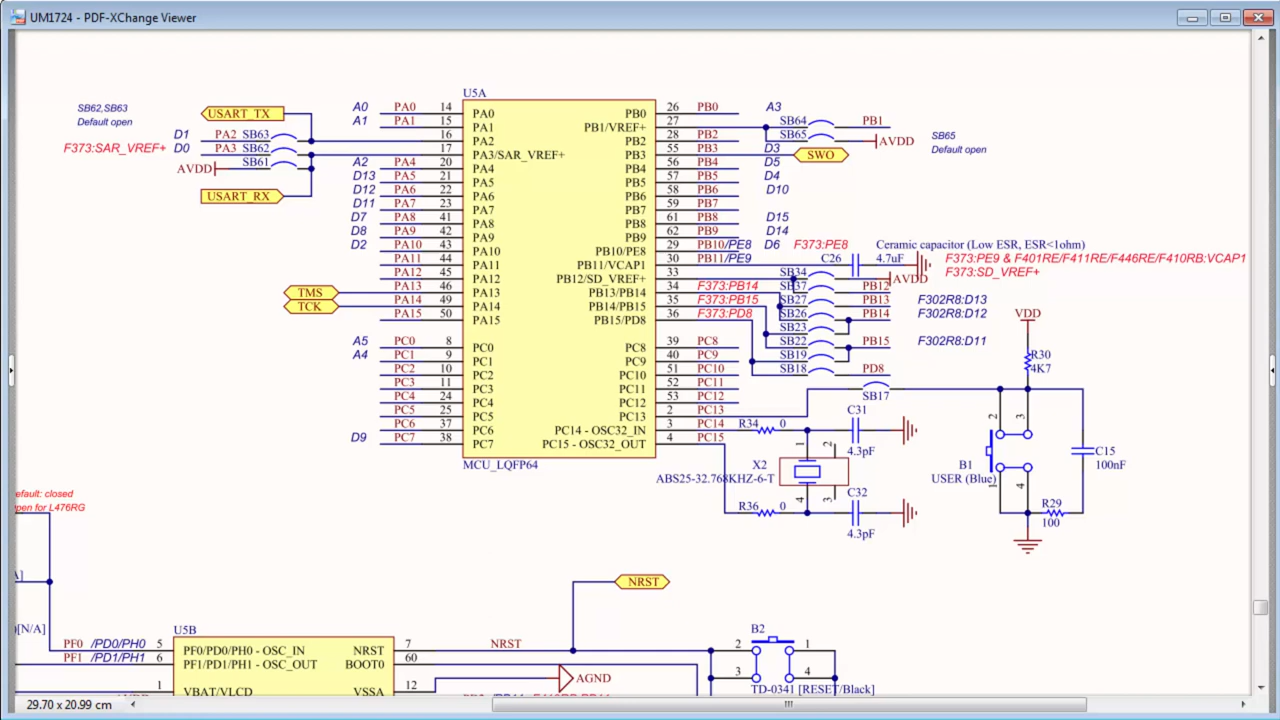 UM1724 - PDF-XChange Viewer
U5A
SB62,SB63
Default open
USART_TX
D1 PA2 SB63
F373:SAR_VREF+ D0 PA3 SB62
AVDD SB61
USART_RX
A0 PA0 14 PA0
A1 PA1 15 PA1
16 PA2
17 PA3/SAR_VREF+
A2 PA4 20 PA4
D13 PA5 21 PA5
D12 PA6 22 PA6
D11 PA7 23 PA7
D7 PA8 41 PA8
D8 PA9 42 PA9
D2 PA10 43 PA10
PA11 44 PA11
PA12 45 PA12
TMS PA13 46 PA13
TCK PA14 49 PA14
PA15 50 PA15
A5 PC0 8 PC0
A4 PC1 9 PC1
PC2 10 PC2
PC3 11 PC3
PC4 24 PC4
PC5 25 PC5
PC6 37 PC6
D9 PC7 38 PC7
MCU_LQFP64
PB0 26 PB0 A3
PB1/VREF+ 27 SB64 PB1
PB2 28 PB2 SB65 AVDD
SB65
Default open
PB3 55 PB3 D3 SWO
PB4 56 PB4 D5
PB5 57 PB5 D4
PB6 58 PB6 D10
PB7 59 PB7
PB8 61 PB8 D15
PB9 62 PB9 D14
PB10/PE8 29 PB10/PE8 D6 F373:PE8
Ceramic capacitor (Low ESR, ESR<1ohm)
PB11/VCAP1 30 PB11/PE9 C26 4.7uF
F373:PE9 & F401RE/F411RE/F446RE/F410RB:VCAP1
F373:SD_VREF+
PB12/SD_VREF+ 33 SB34 AVDD
PB13/PB14 34 F373:PB14 SB37 PB12
PB14/PB15 35 F373:PB15 SB27 PB13 F302R8:D13
PB15/PD8 36 F373:PD8 SB26 PB14 F302R8:D12
SB23
PC8 39 PC8 SB22 PB15 F302R8:D11
PC9 40 PC9 SB19
PC10 51 PC10 SB18 PD8
PC11 52 PC11
PC12 53 PC12 SB17
PC13 2 PC13
PC14 - OSC32_IN 3 PC14 R34 0
PC15 - OSC32_OUT 4 PC15
C31
4.3pF
1 2
X2
ABS25-32.768KHZ-6-T
4 3
C32
4.3pF
R36 0
VDD
R30
4K7
2 3
B1
USER (Blue)
1 4
C15
100nF
R29
100
efault: closed
pen for L476RG
A]
)[N/A]
NRST
U5B
PF0 /PD0/PH0 5 PF0/PD0/PH0 - OSC_IN
PF1 /PD1/PH1 6 PF1/PD1/PH1 - OSC_OUT
1 VBAT/VLCD
NRST 7 NRST
BOOT0 60
VSSA 12 AGND
B2
2 1
3 4
TD-0341 [RESET/Black]
29.70 x 20.99 cm